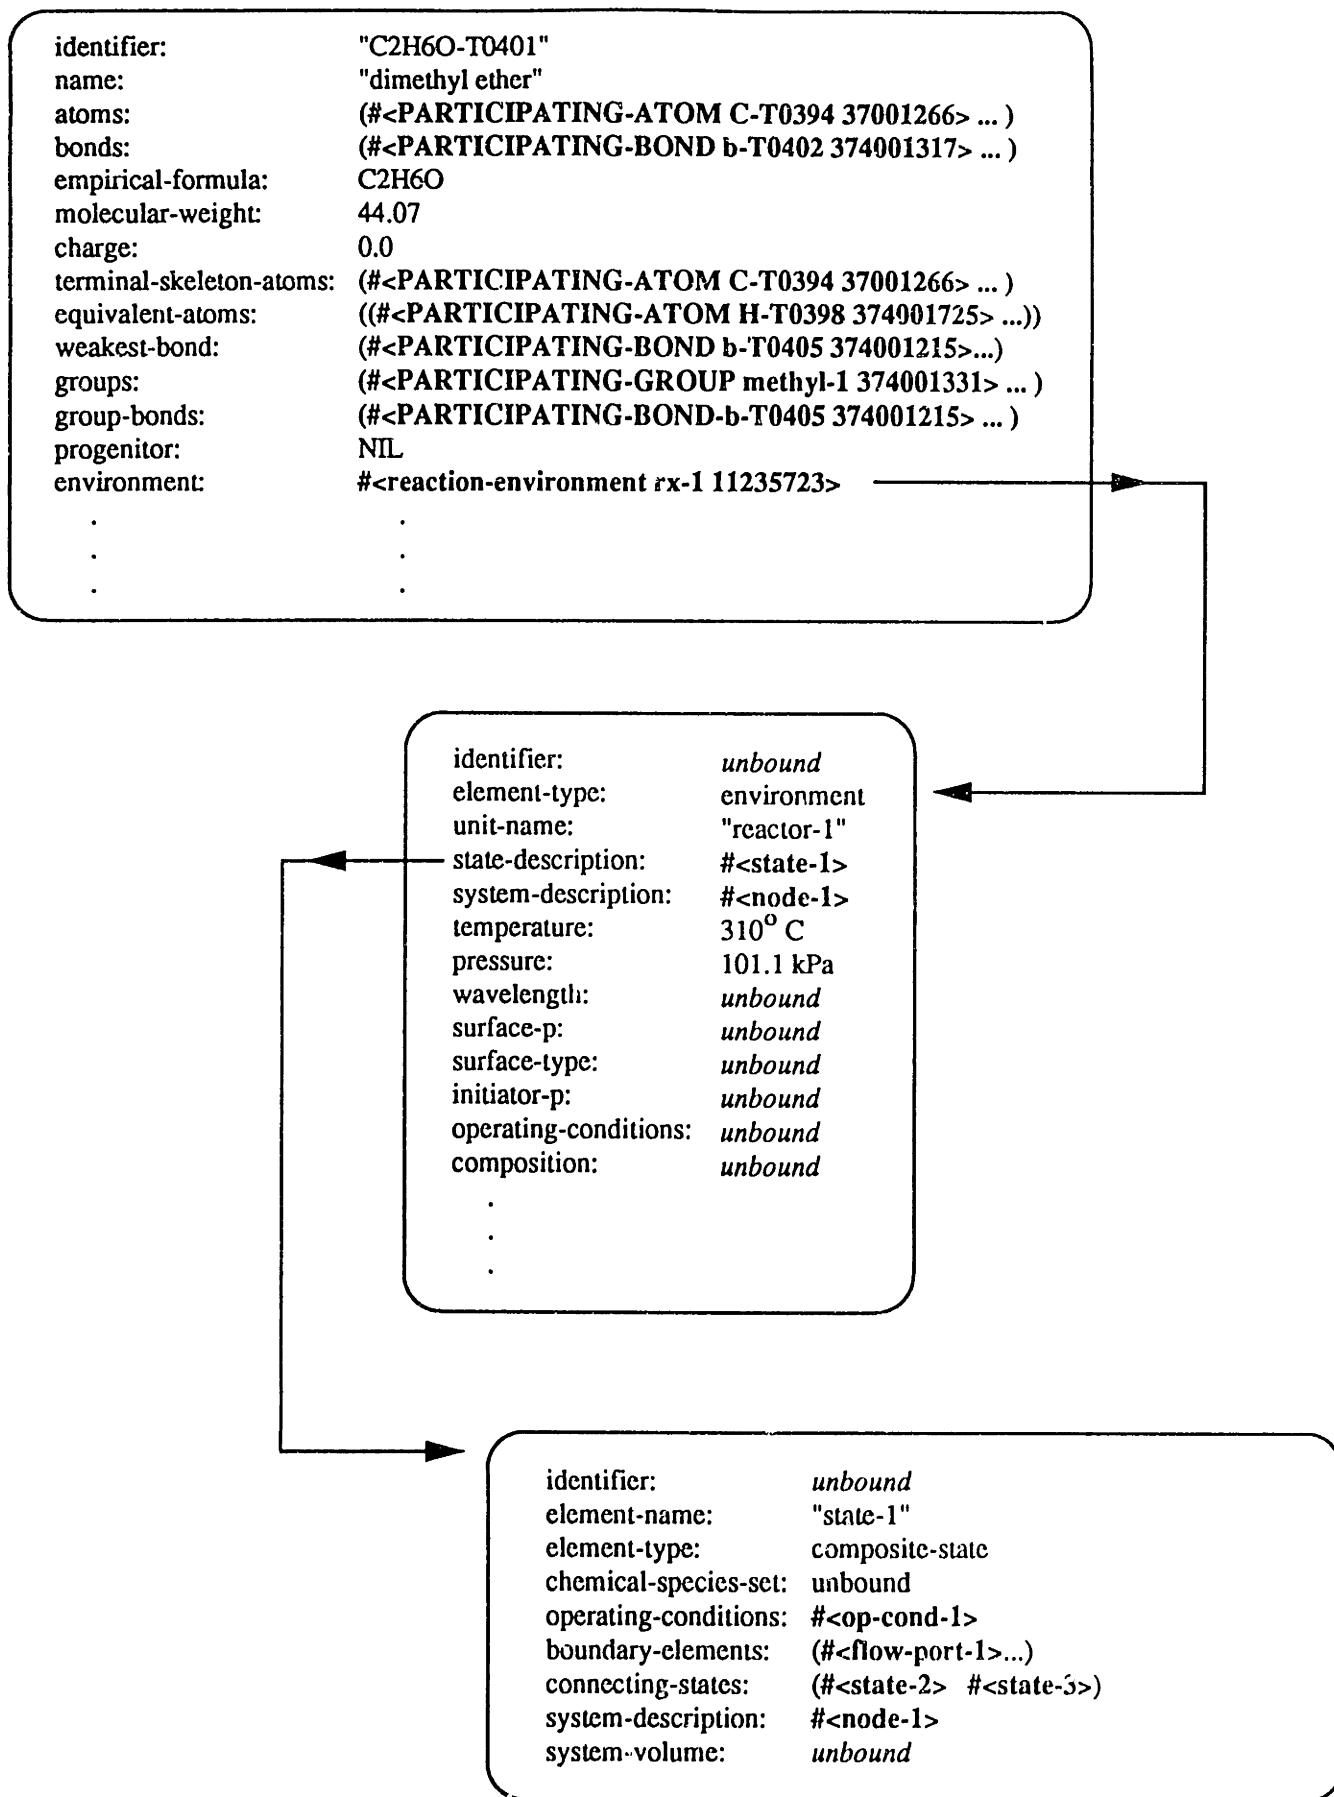 identifier: "C2H6O-T0401"
name: "dimethyl ether"
atoms: (#<PARTICIPATING-ATOM C-T0394 37001266> ... )
bonds: (#<PARTICIPATING-BOND b-T0402 374001317> ... )
empirical-formula: C2H6O
molecular-weight: 44.07
charge: 0.0
terminal-skeleton-atoms: (#<PARTICIPATING-ATOM C-T0394 37001266> ... )
equivalent-atoms: ((#<PARTICIPATING-ATOM H-T0398 374001725> ...))
weakest-bond: (#<PARTICIPATING-BOND b-T0405 374001215>...)
groups: (#<PARTICIPATING-GROUP methyl-1 374001331> ... )
group-bonds: (#<PARTICIPATING-BOND-b-T0405 374001215> ... )
progenitor: NIL
environment: #<reaction-environment rx-1 11235723>
. .
. .
. .
identifier: unbound
element-type: environment
unit-name: "reactor-1"
state-description: #<state-1>
system-description: #<node-1>
temperature: 310° C
pressure: 101.1 kPa
wavelength: unbound
surface-p: unbound
surface-type: unbound
initiator-p: unbound
operating-conditions: unbound
composition: unbound
.
.
.
identifier: unbound
element-name: "state-1"
element-type: composite-state
chemical-species-set: unbound
operating-conditions: #<op-cond-1>
boundary-elements: (#<flow-port-1>...)
connecting-states: (#<state-2> #<state-3>)
system-description: #<node-1>
system-volume: unbound